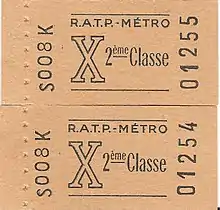 S008K
R.A.T.P.-MÉTRO
X 2ème Classe
01255
S008K
R.A.T.P.-MÉTRO
X 2ème Classe
01254